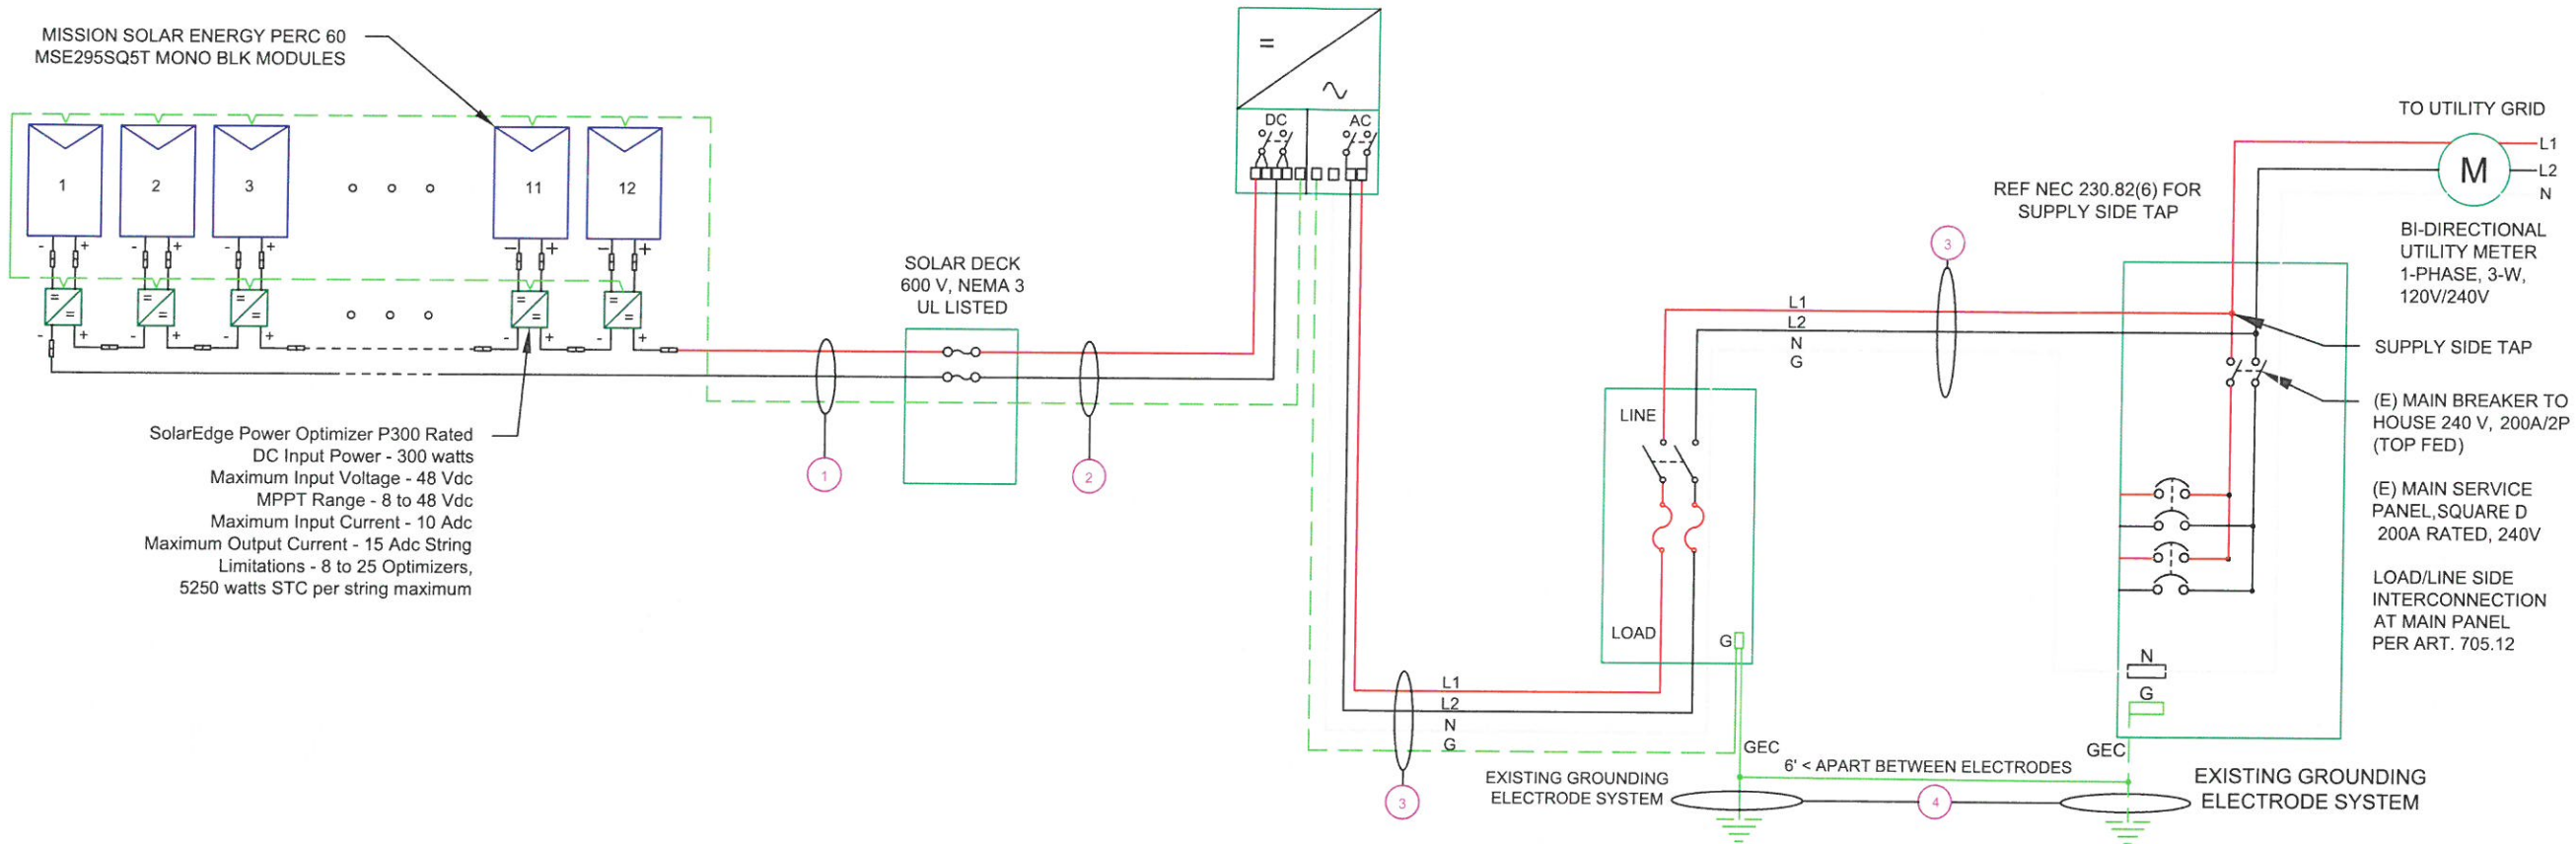 MISSION SOLAR ENERGY PERC 60
MSE295SQ5T MONO BLK MODULES
1
2
3
11
12
- +
- +
- +
- +
- +
- +
- +
- +
- +
- +
SolarEdge Power Optimizer P300 Rated
DC Input Power - 300 watts
Maximum Input Voltage - 48 Vdc
MPPT Range - 8 to 48 Vdc
Maximum Input Current - 10 Adc
Maximum Output Current - 15 Adc String
Limitations - 8 to 25 Optimizers,
5250 watts STC per string maximum
SOLAR DECK
600 V, NEMA 3
UL LISTED
1
2
DC
AC
L1
L2
N
G
3
LINE
LOAD
G
GEC
EXISTING GROUNDING
ELECTRODE SYSTEM
6' < APART BETWEEN ELECTRODES
4
L1
L2
N
G
3
REF NEC 230.82(6) FOR
SUPPLY SIDE TAP
TO UTILITY GRID
M
L1
L2
N
BI-DIRECTIONAL
UTILITY METER
1-PHASE, 3-W,
120V/240V
SUPPLY SIDE TAP
(E) MAIN BREAKER TO
HOUSE 240 V, 200A/2P
(TOP FED)
(E) MAIN SERVICE
PANEL,SQUARE D
200A RATED, 240V
LOAD/LINE SIDE
INTERCONNECTION
AT MAIN PANEL
PER ART. 705.12
N
G
GEC
EXISTING GROUNDING
ELECTRODE SYSTEM